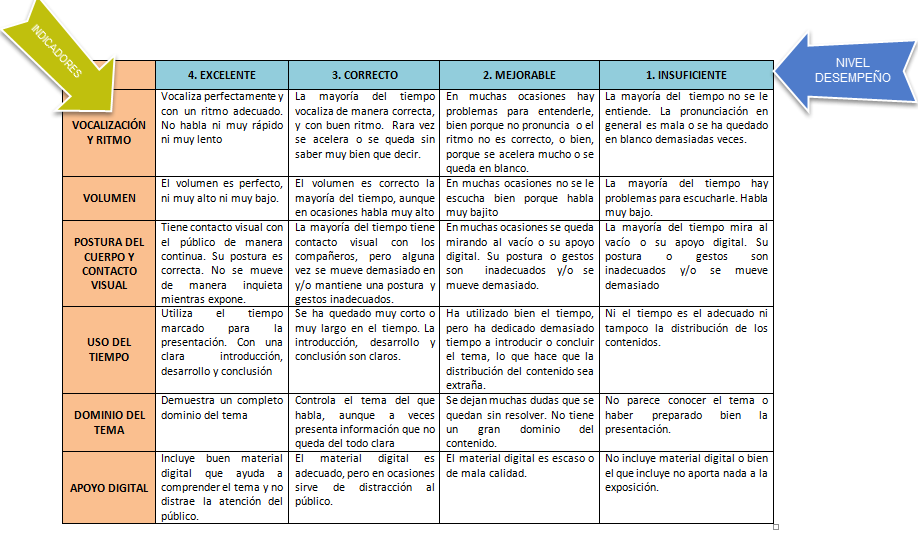 INDICADORES
NIVEL
DESEMPEÑO
4. EXCELENTE
3. CORRECTO
2. MEJORABLE
1. INSUFICIENTE
VOCALIZACIÓN
Y RITMO
Vocaliza perfectamente y
con un ritmo adecuado.
No habla ni muy rápido
ni muy lento
La mayoría del tiempo
vocaliza de manera correcta,
y con buen ritmo. Rara vez
se acelera o se queda sin
saber muy bien que decir.
En muchas ocasiones hay
problemas para entenderle,
bien porque no pronuncia o el
ritmo no es correcto, o bien,
porque se acelera mucho o se
queda en blanco.
La mayoría del tiempo no se le
entiende. La pronunciación en
general es mala o se ha quedado
en blanco demasiadas veces.
VOLUMEN
El volumen es perfecto,
ni muy alto ni muy bajo.
El volumen es correcto la
mayoría del tiempo, aunque
en ocasiones habla muy alto
En muchas ocasiones no se le
escucha bien porque habla
muy bajito
La mayoría del tiempo hay
problemas para escucharle. Habla
muy bajo.
POSTURA DEL
CUERPO Y
CONTACTO
VISUAL
Tiene contacto visual con
el público de manera
continua. Su postura es
correcta. No se mueve
de manera inquieta
mientras expone.
La mayoría del tiempo tiene
contacto visual con los
compañeros, pero alguna
vez se mueve demasiado en
y/o mantiene una postura y
gestos inadecuados.
En muchas ocasiones se queda
mirando al vacío o su apoyo
digital. Su postura o gestos
son inadecuados y/o se
mueve demasiado.
La mayoría del tiempo mira al
vacío o su apoyo digital. Su
postura o gestos son
inadecuados y/o se mueve
demasiado
USO DEL
TIEMPO
Utiliza el tiempo
marcado para la
presentación. Con una
clara introducción,
desarrollo y conclusión
Se ha quedado muy corto o
muy largo en el tiempo. La
introducción, desarrollo y
conclusión son claros.
Ha utilizado bien el tiempo,
pero ha dedicado demasiado
tiempo a introducir o concluir
el tema, lo que hace que la
distribución del contenido sea
extraña.
Ni el tiempo es el adecuado ni
tampoco la distribución de los
contenidos.
DOMINIO DEL
TEMA
Demuestra un completo
dominio del tema
Controla el tema del que
habla, aunque a veces
presenta información que no
queda del todo clara
Se dejan muchas dudas que se
quedan sin resolver. No tiene
un gran dominio del
contenido.
No parece conocer el tema o
haber preparado bien la
presentación.
APOYO DIGITAL
Incluye buen material
digital que ayuda a
comprender el tema y no
distrae la atención del
público.
El material digital es
adecuado, pero en ocasiones
sirve de distracción al
público.
El material digital es escaso o
de mala calidad.
No incluye material digital o bien
el que incluye no aporta nada a la
exposición.